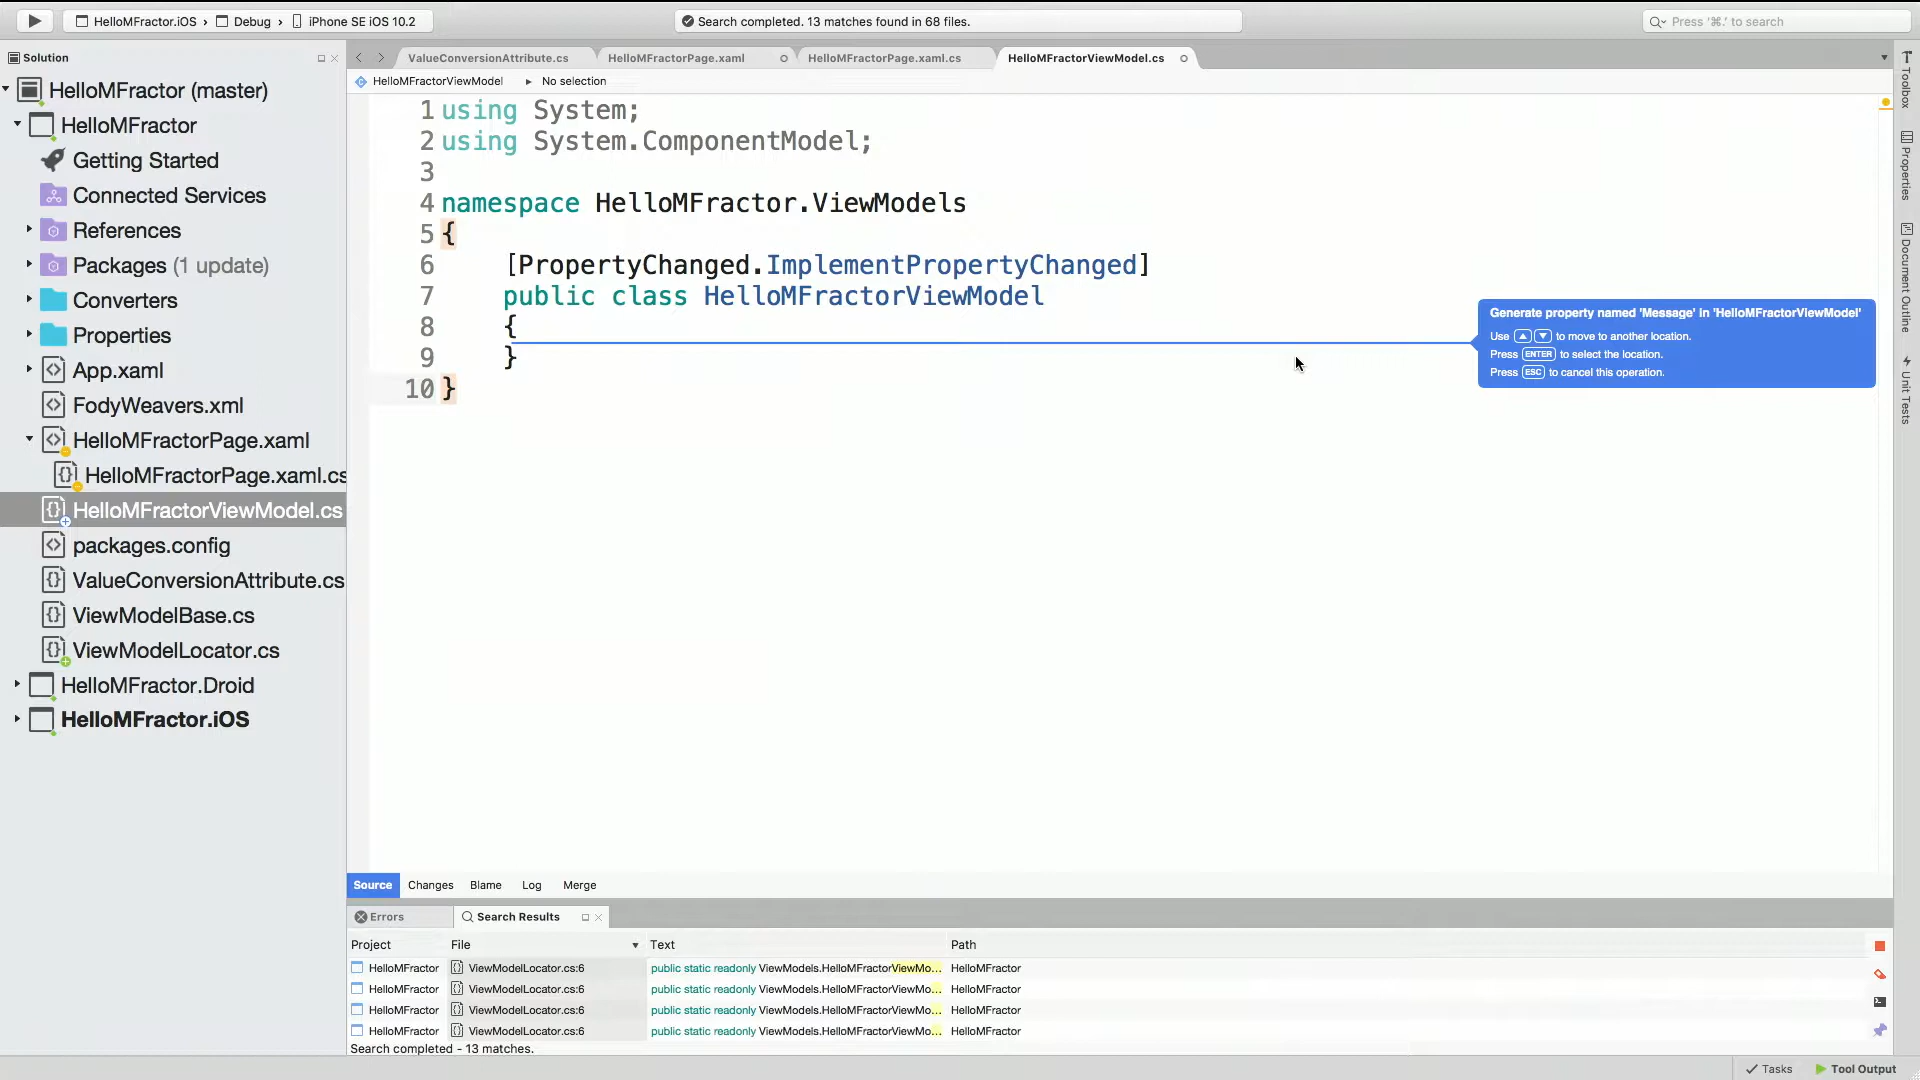 HelloMFractor.iOS › Debug › iPhone SE iOS 10.2
Search completed. 13 matches found in 68 files.
Press '⌘.' to search
Solution
HelloMFractor (master)
HelloMFractor
Getting Started
Connected Services
References
Packages (1 update)
Converters
Properties
App.xaml
FodyWeavers.xml
HelloMFractorPage.xaml
HelloMFractorPage.xaml.cs
HelloMFractorViewModel.cs
packages.config
ValueConversionAttribute.cs
ViewModelBase.cs
ViewModelLocator.cs
HelloMFractor.Droid
HelloMFractor.iOS
ValueConversionAttribute.cs
HelloMFractorPage.xaml
HelloMFractorPage.xaml.cs
HelloMFractorViewModel.cs
HelloMFractorViewModel
No selection
1 using System;
2 using System.ComponentModel;
3
4 namespace HelloMFractor.ViewModels
5 {
6 [PropertyChanged.ImplementPropertyChanged]
7 public class HelloMFractorViewModel
8 {
9 }
10 }
Generate property named 'Message' in 'HelloMFractorViewModel'
Use ▲ ▼ to move to another location.
Press ENTER to select the location.
Press ESC to cancel this operation.
Toolbox
Properties
Document Outline
Unit Tests
Source Changes Blame Log Merge
Errors
Search Results
Project File Text Path
HelloMFractor ViewModelLocator.cs:6 public static readonly ViewModels.HelloMFractorViewMo... HelloMFractor
HelloMFractor ViewModelLocator.cs:6 public static readonly ViewModels.HelloMFractorViewMo... HelloMFractor
HelloMFractor ViewModelLocator.cs:6 public static readonly ViewModels.HelloMFractorViewMo... HelloMFractor
HelloMFractor ViewModelLocator.cs:6 public static readonly ViewModels.HelloMFractorViewMo... HelloMFractor
Search completed - 13 matches.
Tasks
Tool Output